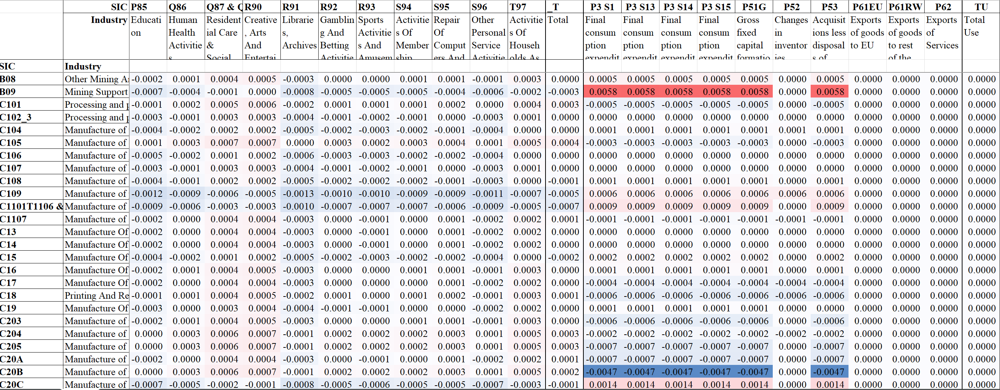 SIC P85 Q86 Q87 & Q R90 R91 R92 R93 S94 S95 S96 T97 _T P3 S1 P3 S13 P3 S14 P3 S15 P51G P52 P53 P61EU P61RW P62 TU
Industry Educati Human Resident Creative Librarie Gamblin Sports Activitie Repair Other Activitie Total Final Final Final Final Gross Changes Acquisit Exports Exports Exports Total
on Health ial Care , Arts s, g And Activitie s Of Of Personal s Of consum consum consum consum fixed in ions less of goods of goods of Use
Activitie & And Archives Betting s And Member Comput Service Househ ption ption ption ption capital inventor disposal to EU to rest Services
s Social Entertai Activitie Amusem ship ers And Activitie olds As expendit expendit expendit expendit formatio ies s of of the
SIC Industry
B08 Other Mining A -0.0002 0.0001 0.0004 0.0005 -0.0003 0.0000 0.0000 0.0001 0.0001 -0.0001 0.0003 0.0000 0.0005 0.0005 0.0005 0.0005 0.0005 0.0000 0.0005 0.0000 0.0000 0.0000 0.0000
B09 Mining Support -0.0007 -0.0004 -0.0001 0.0000 -0.0008 -0.0005 -0.0005 -0.0005 -0.0004 -0.0006 -0.0002 -0.0003 0.0058 0.0058 0.0058 0.0058 0.0058 0.0000 0.0058 0.0000 0.0000 0.0000 0.0000
C101 Processing and p -0.0001 0.0002 0.0005 0.0006 -0.0002 0.0001 0.0001 0.0001 0.0002 0.0000 0.0004 0.0003 -0.0005 -0.0005 -0.0005 -0.0005 -0.0005 0.0000 -0.0005 0.0000 0.0000 0.0000 0.0000
C102_3 Processing and p -0.0003 -0.0001 0.0003 0.0003 -0.0004 -0.0001 -0.0002 -0.0001 0.0000 -0.0003 0.0001 0.0000 0.0000 0.0000 0.0000 0.0000 0.0000 0.0000 0.0000 0.0000 0.0000 0.0000 0.0000
C104 Manufacture of -0.0004 -0.0002 0.0002 0.0002 -0.0005 -0.0002 -0.0003 -0.0002 -0.0001 -0.0004 0.0000 0.0000 0.0001 0.0001 0.0001 0.0001 0.0001 0.0001 0.0001 0.0000 0.0000 0.0000 0.0000
C105 Manufacture of 0.0001 0.0003 0.0007 0.0007 0.0000 0.0003 0.0002 0.0003 0.0004 0.0001 0.0005 0.0004 -0.0003 -0.0003 -0.0003 -0.0003 -0.0003 0.0000 -0.0003 0.0000 0.0000 0.0000 0.0000
C106 Manufacture of -0.0005 -0.0002 0.0001 0.0002 -0.0006 -0.0003 -0.0003 -0.0002 -0.0002 -0.0004 0.0000 0.0000 0.0000 0.0000 0.0000 0.0000 0.0000 0.0000 0.0000 0.0000 0.0000 0.0000 0.0000
C107 Manufacture of -0.0003 -0.0001 0.0003 0.0003 -0.0004 -0.0001 -0.0002 -0.0001 0.0000 -0.0003 0.0001 0.0000 0.0000 0.0000 0.0000 0.0000 0.0000 0.0000 0.0000 0.0000 0.0000 0.0000 0.0000
C108 Manufacture of -0.0004 -0.0001 0.0002 0.0002 -0.0005 -0.0002 -0.0002 -0.0002 -0.0001 -0.0003 0.0000 -0.0001 0.0001 0.0001 0.0001 0.0001 0.0001 0.0000 0.0001 0.0000 0.0000 0.0000 0.0000
C109 Manufacture of -0.0012 -0.0009 -0.0006 -0.0005 -0.0013 -0.0010 -0.0010 -0.0009 -0.0009 -0.0011 -0.0007 -0.0005 0.0006 0.0006 0.0006 0.0006 0.0006 0.0006 0.0006 0.0000 0.0000 0.0000 0.0000
C1101T1106 & Manufacture of -0.0009 -0.0006 -0.0003 -0.0003 -0.0010 -0.0007 -0.0007 -0.0007 -0.0006 -0.0009 -0.0005 -0.0007 0.0009 0.0009 0.0009 0.0009 0.0009 0.0000 0.0009 0.0000 0.0000 0.0000 0.0000
C1107 Manufacture of -0.0002 0.0000 0.0004 0.0004 -0.0003 0.0000 -0.0001 0.0000 0.0001 -0.0002 0.0002 0.0001 -0.0001 -0.0001 -0.0001 -0.0001 -0.0001 -0.0001 -0.0001 0.0000 0.0000 0.0000 0.0000
C13 Manufacture Of -0.0002 0.0000 0.0004 0.0004 -0.0003 0.0000 -0.0001 0.0000 0.0001 -0.0002 0.0002 0.0000 0.0000 0.0000 0.0000 0.0000 0.0000 0.0000 0.0000 0.0000 0.0000 0.0000 0.0000
C14 Manufacture Of -0.0002 0.0000 0.0004 0.0004 -0.0003 0.0000 -0.0001 0.0000 0.0001 -0.0002 0.0002 0.0000 0.0000 0.0000 0.0000 0.0000 0.0000 0.0000 0.0000 0.0000 0.0000 0.0000 0.0000
C15 Manufacture Of -0.0004 -0.0002 0.0001 0.0002 -0.0005 -0.0002 -0.0003 -0.0002 -0.0002 -0.0004 0.0000 -0.0002 0.0002 0.0002 0.0002 0.0002 0.0002 0.0000 0.0002 0.0000 0.0000 0.0000 0.0000
C16 Manufacture Of -0.0002 0.0001 0.0004 0.0005 -0.0003 0.0000 0.0000 0.0001 0.0001 -0.0001 0.0003 0.0000 0.0001 0.0001 0.0001 0.0001 0.0001 0.0000 0.0001 0.0000 0.0000 0.0000 0.0000
C17 Manufacture Of -0.0002 0.0000 0.0004 0.0004 -0.0003 0.0000 0.0000 0.0000 0.0001 -0.0002 0.0002 0.0000 -0.0004 -0.0004 -0.0004 -0.0004 -0.0004 -0.0004 -0.0004 0.0000 0.0000 0.0000 0.0000
C18 Printing And Re -0.0001 0.0001 0.0004 0.0005 -0.0002 0.0001 0.0000 0.0001 0.0002 -0.0001 0.0003 0.0001 -0.0006 -0.0006 -0.0006 -0.0006 -0.0006 -0.0006 -0.0006 0.0000 0.0000 0.0000 0.0000
C19 Manufacture Of -0.0003 0.0000 0.0003 0.0004 -0.0004 -0.0001 -0.0001 0.0000 0.0000 -0.0002 0.0002 0.0000 0.0001 0.0001 0.0001 0.0001 0.0001 0.0000 0.0000 0.0000 0.0000 0.0000 0.0000
C203 Manufacture of -0.0002 0.0001 0.0004 0.0005 -0.0003 0.0000 0.0000 0.0001 0.0001 -0.0001 0.0003 0.0000 -0.0006 -0.0006 -0.0006 -0.0006 -0.0006 0.0000 -0.0006 0.0000 0.0000 0.0000 0.0000
C204 Manufacture of 0.0000 0.0003 0.0006 0.0007 -0.0001 0.0002 0.0002 0.0002 0.0003 0.0001 0.0005 0.0003 -0.0002 -0.0002 -0.0002 -0.0002 -0.0002 -0.0002 -0.0002 0.0000 0.0000 0.0000 0.0000
C205 Manufacture of 0.0000 0.0003 0.0006 0.0007 -0.0001 0.0002 0.0002 0.0002 0.0003 0.0001 0.0005 0.0003 -0.0007 -0.0007 -0.0007 -0.0007 -0.0007 0.0000 -0.0007 0.0000 0.0000 0.0000 0.0000
C20A Manufacture of -0.0002 0.0000 0.0004 0.0004 -0.0003 0.0000 -0.0001 0.0000 0.0001 -0.0002 0.0002 0.0001 -0.0007 -0.0007 -0.0007 -0.0007 -0.0007 0.0000 -0.0007 0.0000 0.0000 0.0000 0.0000
C20B Manufacture of 0.0000 0.0003 0.0006 0.0007 -0.0001 0.0002 0.0002 0.0002 0.0003 0.0001 0.0005 0.0002 -0.0047 -0.0047 -0.0047 -0.0047 -0.0047 0.0000 -0.0047 0.0000 0.0000 0.0000 0.0000
C20C Manufacture of -0.0007 -0.0005 -0.0002 -0.0001 -0.0008 -0.0005 -0.0006 -0.0005 -0.0005 -0.0007 -0.0003 -0.0001 0.0014 0.0014 0.0014 0.0014 0.0014 0.0000 0.0014 0.0000 0.0000 0.0000 0.0000